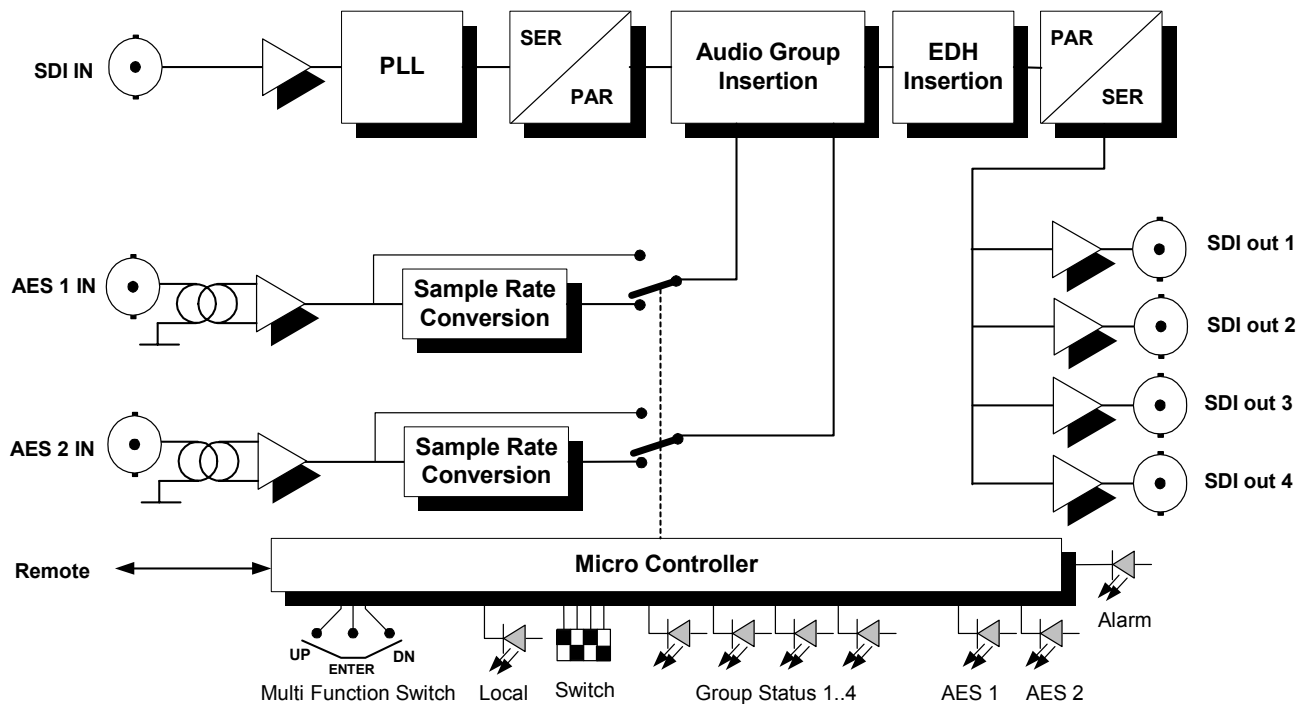 SDI IN
PLL
SER
PAR
Audio Group
Insertion
EDH
Insertion
PAR
SER
SDI out 1
SDI out 2
SDI out 3
SDI out 4
AES 1 IN
Sample Rate
Conversion
AES 2 IN
Sample Rate
Conversion
Remote
Micro Controller
Alarm
UP
ENTER
DN
Multi Function Switch
Local
Switch
Group Status 1..4
AES 1
AES 2